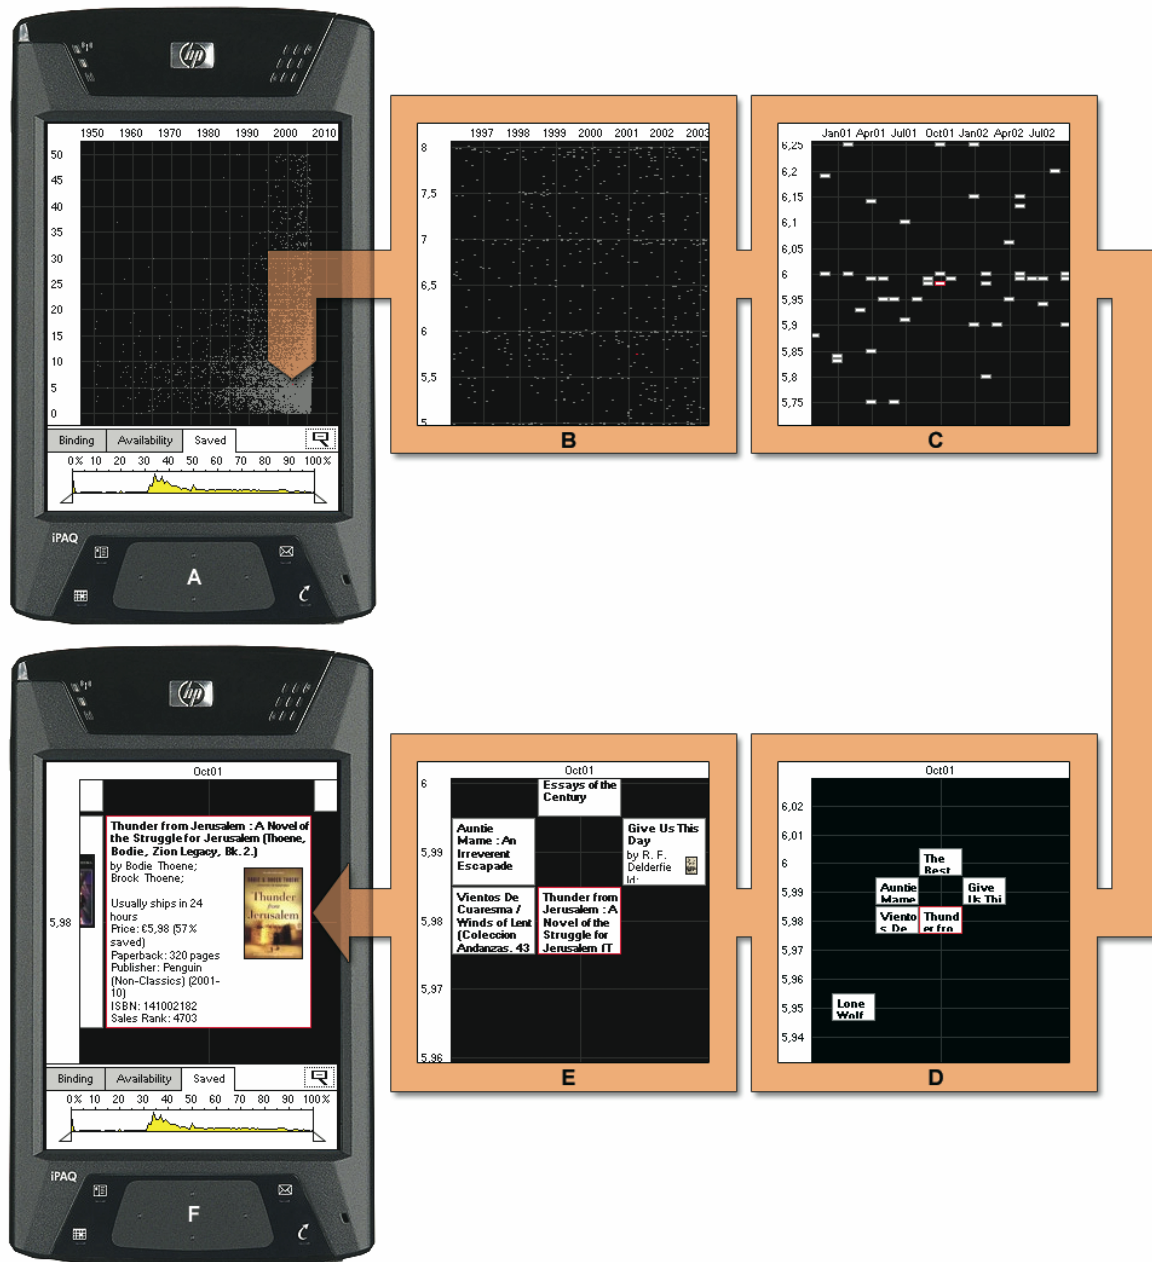 hp
1950 1960 1970 1980 1990 2000 2010
50
45
40
35
30
25
20
15
10
5
0
Binding Availability Saved
0% 10 20 30 40 50 60 70 80 90 100%
iPAQ
A
1997 1998 1999 2000 2001 2002 2003
8
7,5
7
6,5
6
5,5
5
B
Jan01 Apr01 Jul01 Oct01 Jan02 Apr02 Jul02
6,25
6,2
6,15
6,1
6,05
6
5,95
5,9
5,85
5,8
5,75
C
hp
Oct01
5,98
Thunder from Jerusalem : A Novel of
the Struggle for Jerusalem (Thoene,
Bodie, Zion Legacy, Bk. 2.)
by Bodie Thoene;
Brock Thoene;
Usually ships in 24
hours
Price: €5,98 (57%
saved)
Paperback: 320 pages
Publisher: Penguin
(Non-Classics) (2001-
10)
ISBN: 141002182
Sales Rank: 4703
Thunder
from
Jerusalem
Binding Availability Saved
0% 10 20 30 40 50 60 70 80 90 100%
iPAQ
F
Oct01
6
5,99
5,98
5,97
5,96
Essays of the
Century
Auntie
Mame : An
Irreverent
Escapade
Give Us This
Day
by R. F.
Delderfie
ld;
Vientos De
Cuaresma /
Winds of Lent
(Coleccion
Andanzas, 43
Thunder from
Jerusalem : A
Novel of the
Struggle for
Jerusalem (T
E
Oct01
6,02
6,01
6
5,99
5,98
5,97
5,96
5,95
5,94
The
Best
Auntie
Mame
Give
Us Thi
Viento
s De
Thund
er fro
Lone
Wolf
D